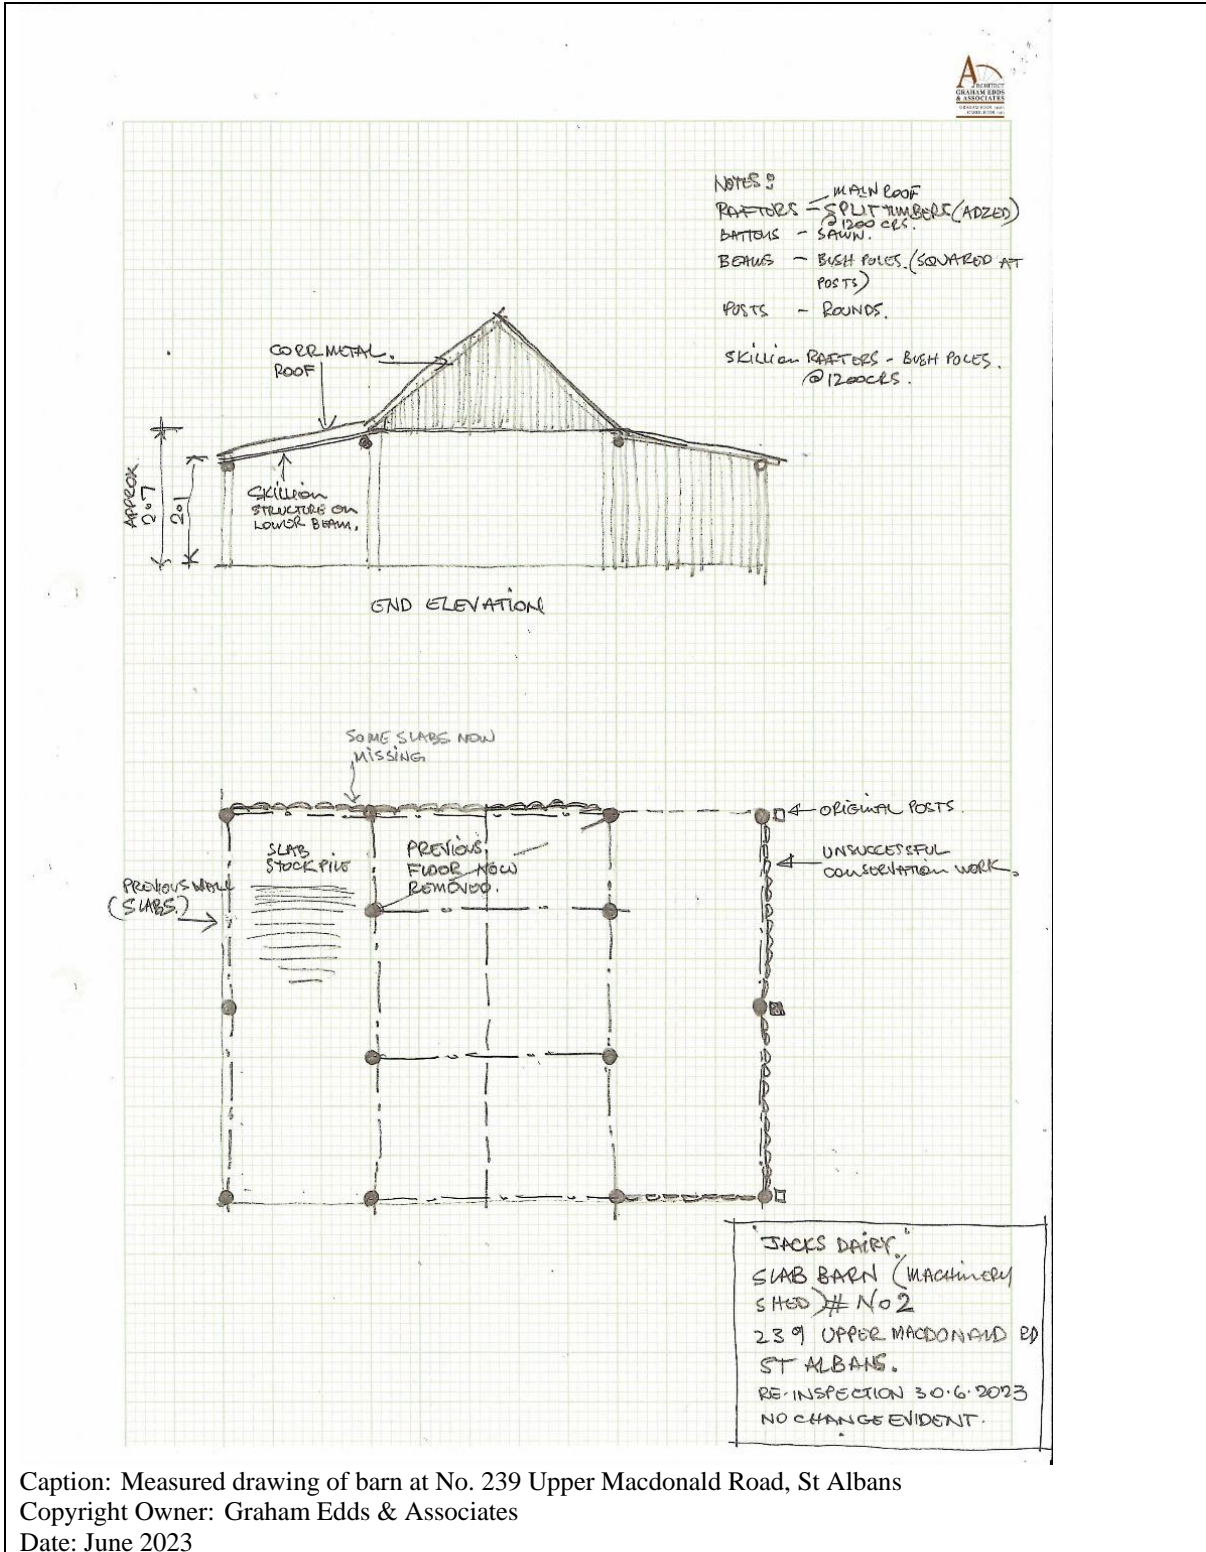 ARCHITECT
GRAHAM EDDS
& ASSOCIATES
NOTES:
MAIN ROOF
RAFTORS - SPLIT TIMBERS (ADZED)
@ 1200 CRS.
BATTONS - SAWN.
BEAMS - BUSH POLES. (SQUARED AT
POSTS)
POSTS - ROUNDS.
SKILLION RAFTERS - BUSH POLES.
@ 1200 CRS.
CORR METAL.
ROOF
APPROX
2.7
2.1
SKILLION
STRUCTURE ON
LOWER BEAM.
END ELEVATION
SOME SLABS NOW
MISSING
ORIGINAL POSTS.
SLAB
STOCKPILE
PREVIOUS
FLOOR NOW
REMOVED.
UNSUCCESSFUL
CONSERVATION WORK.
PREVIOUS WALL
(SLABS.)
"JACKS DAIRY."
SLAB BARN (MACHINERY
SHED) # No 2
239 UPPER MACDONALD RD
ST ALBANS.
RE-INSPECTION 30.6.2023
NO CHANGE EVIDENT.
Caption: Measured drawing of barn at No. 239 Upper Macdonald Road, St Albans
Copyright Owner: Graham Edds & Associates
Date: June 2023